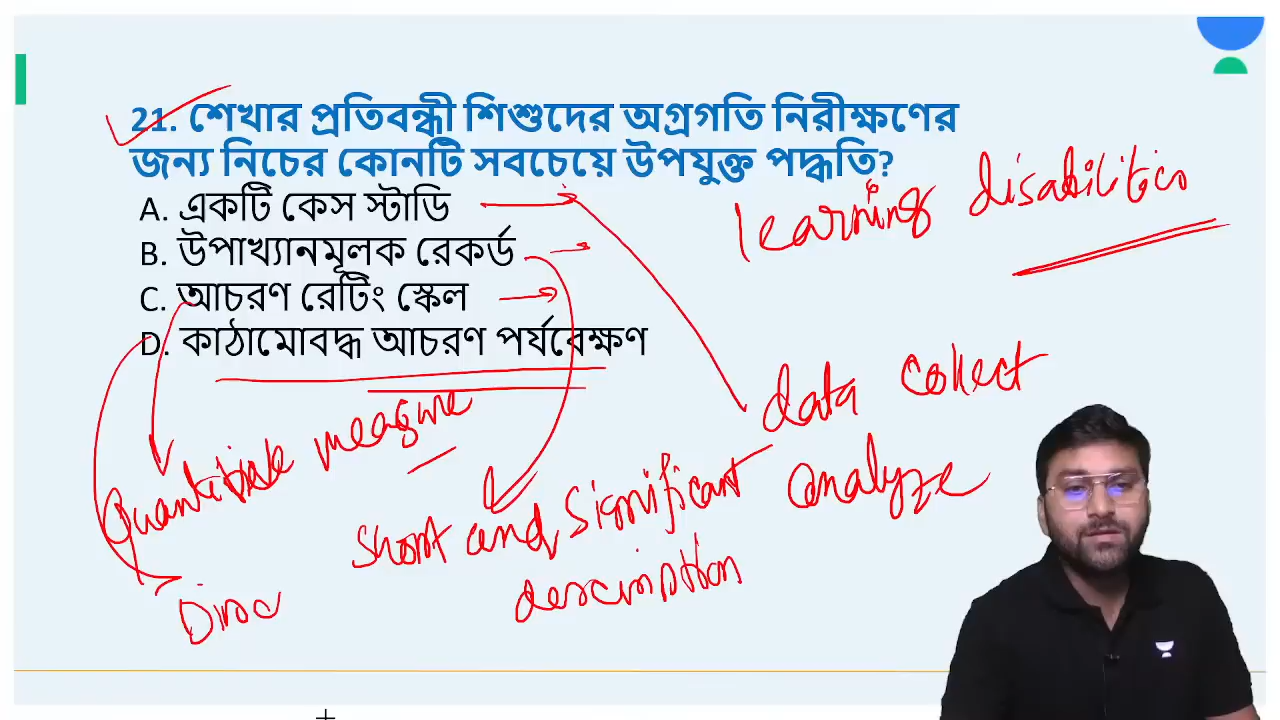 21. শেখার প্রতিবন্ধী শিশুদের অগ্রগতি নিরীক্ষণের
জন্য নিচের কোনটি সবচেয়ে উপযুক্ত পদ্ধতি?
A. একটি কেস স্টাডি
B. উপাখ্যানমূলক রেকর্ড
C. আচরণ রেটিং স্কেল
D. কাঠামোবদ্ধ আচরণ পর্যবেক্ষণ
learning disabilities
data collect
analyze
Quantitative measure
short and significant
description
Direc